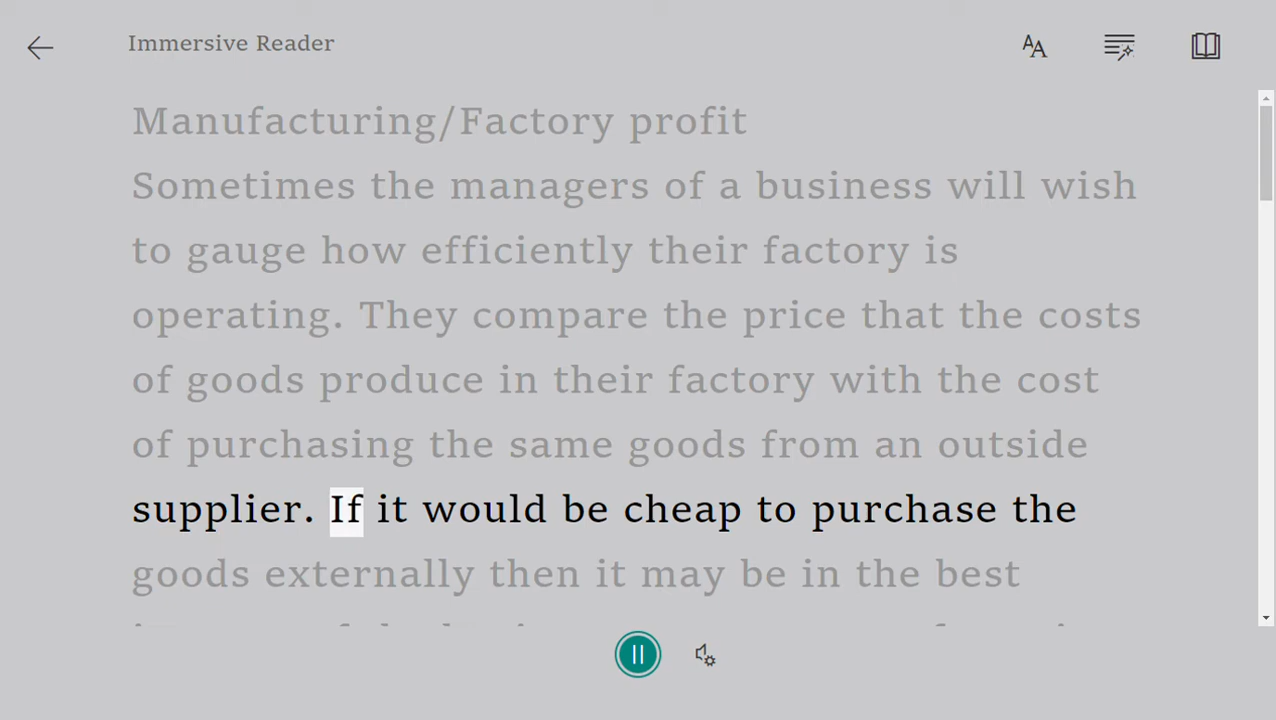 Immersive Reader
Manufacturing/Factory profit
Sometimes the managers of a business will wish
to gauge how efficiently their factory is
operating. They compare the price that the costs
of goods produce in their factory with the cost
of purchasing the same goods from an outside
supplier. If it would be cheap to purchase the
goods externally then it may be in the best